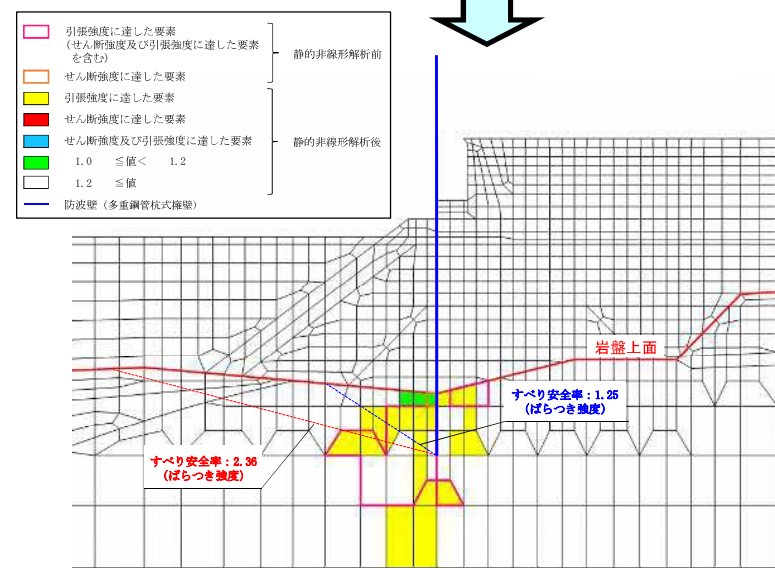 引張強度に達した要素
(せん断強度及び引張強度に達した要素
を含む)
静的非線形解析前
せん断強度に達した要素
引張強度に達した要素
せん断強度に達した要素
せん断強度及び引張強度に達した要素
静的非線形解析後
1.0 ≦値< 1.2
1.2 ≦値
防波壁(多重鋼管杭式擁壁)
岩盤上面
すべり安全率:1.25
(ばらつき強度)
すべり安全率:2.36
(ばらつき強度)